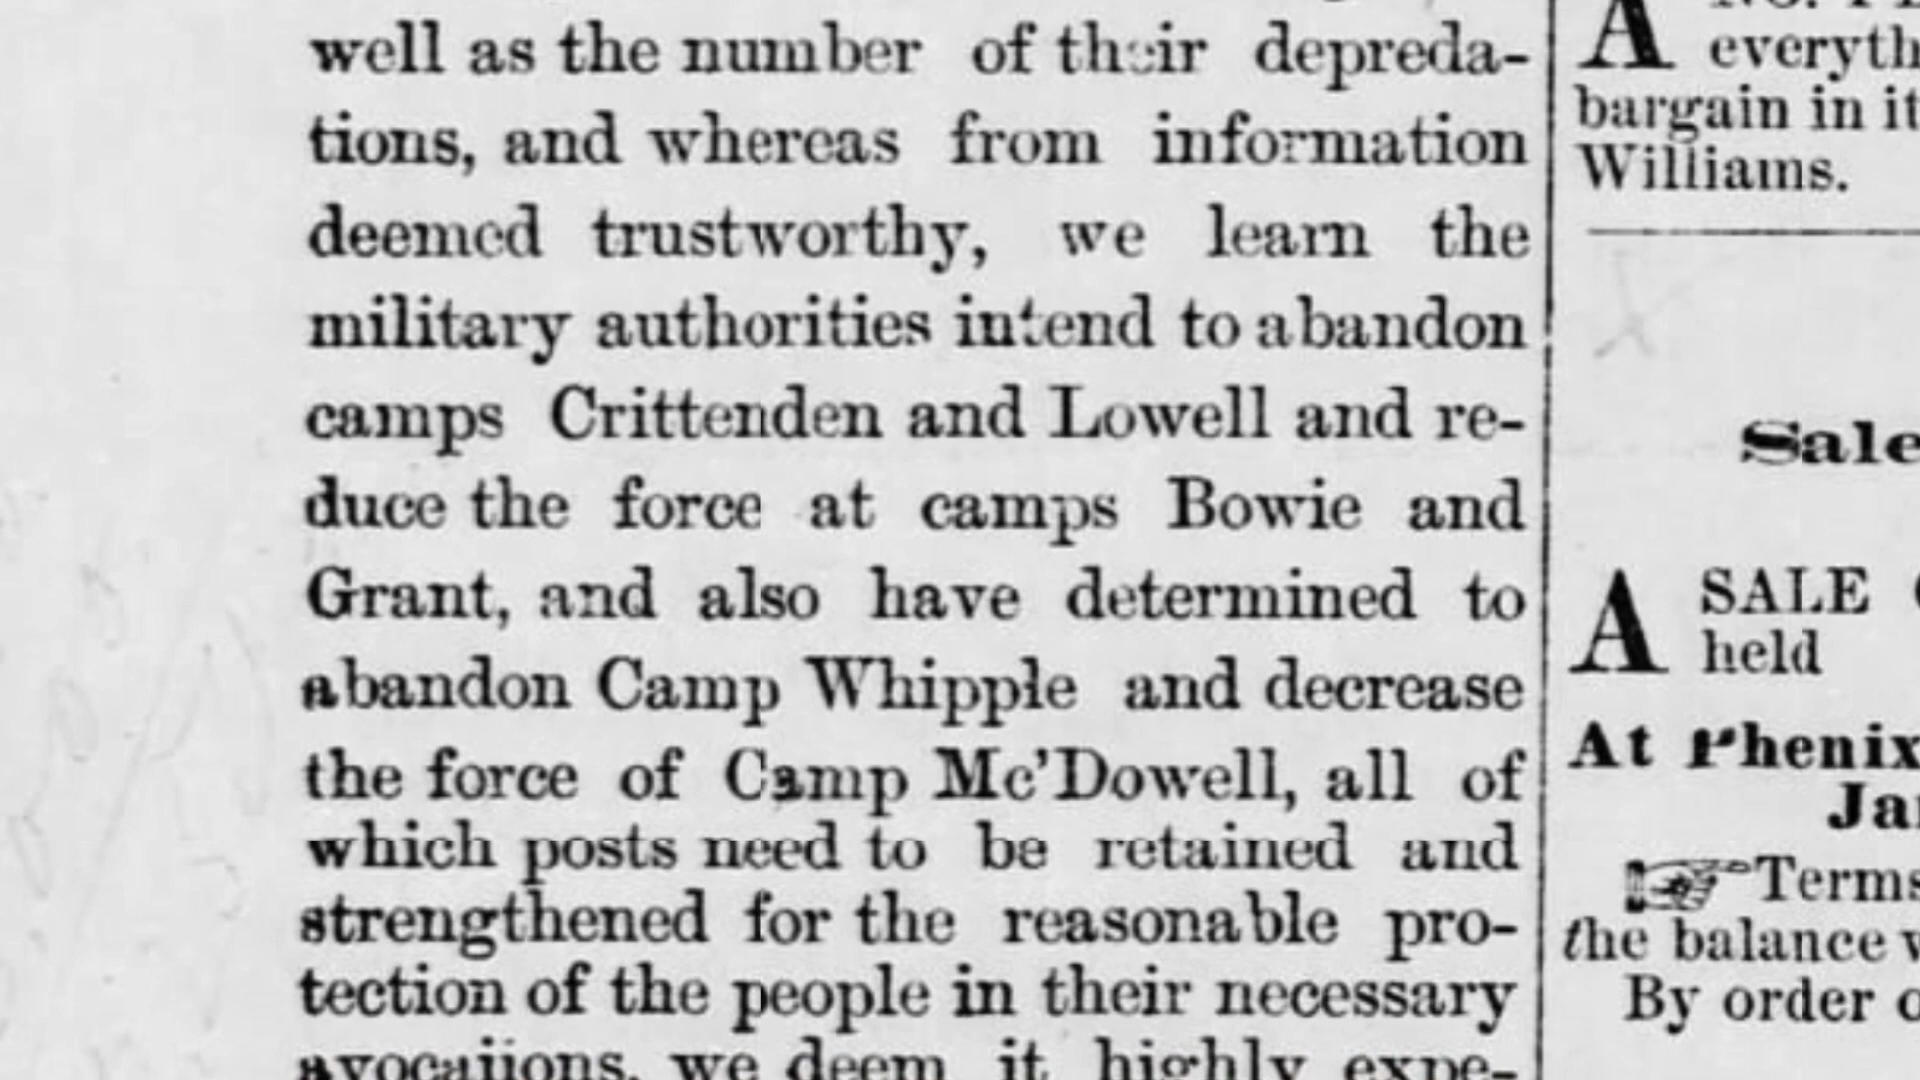 well as the number of their depreda-
tions, and whereas from information
deemed trustworthy, we learn the
military authorities intend to abandon
camps Crittenden and Lowell and re-
duce the force at camps Bowie and
Grant, and also have determined to
abandon Camp Whipple and decrease
the force of Camp Mc'Dowell, all of
which posts need to be retained and
strengthened for the reasonable pro-
tection of the people in their necessary
avocaiions, we deem it highly expe-
A
everyth
bargain in it
Williams.
Sale
A SALE
held
At Phenix
Ja
Terms
the balance
By order o